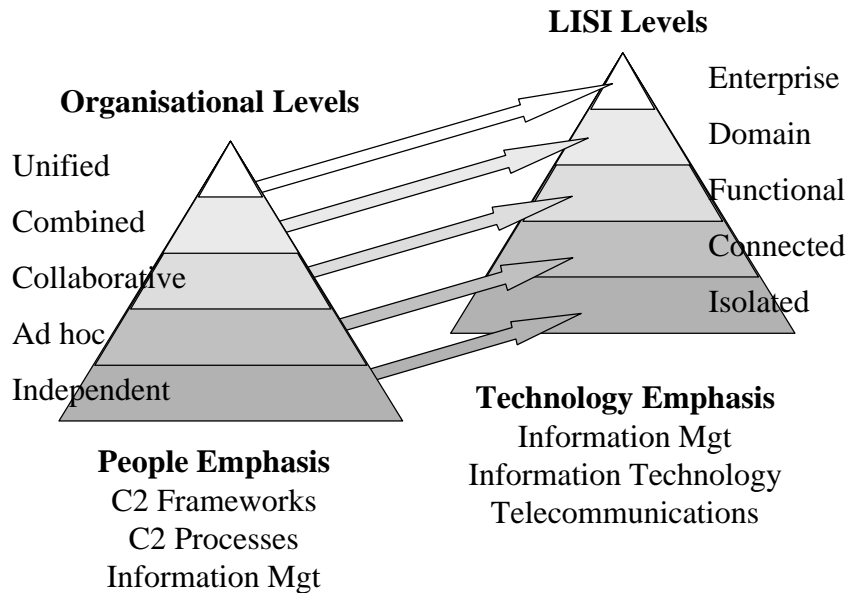 LISI Levels
Organisational Levels
Unified
Combined
Collaborative
Ad hoc
Independent
Enterprise
Domain
Functional
Connected
Isolated
People Emphasis
C2 Frameworks
C2 Processes
Information Mgt
Technology Emphasis
Information Mgt
Information Technology
Telecommunications